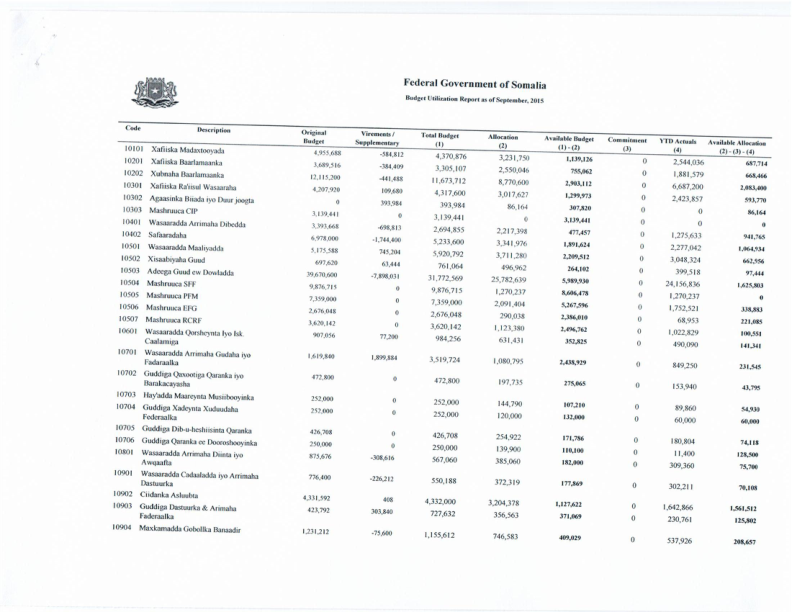 Federal Government of Somalia
Budget Utilization Report as of September, 2015
Code Description Original Budget Virements / Supplementary Total Budget (1) Allocation (2) Available Budget (1) - (2) Commitment (3) YTD Actuals (4) Available Allocation (2) - (3) - (4)
10101 Xafiiska Madaxtooyada 4,955,688 -584,812 4,370,876 3,231,750 1,139,126 0 2,544,036 687,714
10201 Xafiiska Baarlamaanka 3,689,516 -384,409 3,305,107 2,550,046 755,062 0 1,881,579 668,466
10202 Xubnaha Baarlamaanka 12,115,200 -441,488 11,673,712 8,770,600 2,903,112 0 6,687,200 2,083,400
10301 Xafiiska Ra'iisul Wasaaraha 4,207,920 109,680 4,317,600 3,017,627 1,299,973 0 2,423,857 593,770
10302 Agaasinka Biiada iyo Duur joogta 0 393,984 393,984 86,164 307,820 0 0 86,164
10303 Mashruuca CIP 3,139,441 0 3,139,441 0 3,139,441 0 0 0
10401 Wasaaradda Arrimaha Dibedda 3,393,668 -698,813 2,694,855 2,217,398 477,457 0 1,275,633 941,765
10402 Safaaradaha 6,978,000 -1,744,400 5,233,600 3,341,976 1,891,624 0 2,277,042 1,064,934
10501 Wasaaradda Maaliyadda 5,175,588 745,204 5,920,792 3,711,280 2,209,512 0 3,048,324 662,956
10502 Xisaabiyaha Guud 697,620 63,444 761,064 496,962 264,102 0 399,518 97,444
10503 Adeega Guud ee Dowladda 39,670,600 -7,898,031 31,772,569 25,782,639 5,989,930 0 24,156,836 1,625,803
10504 Mashruuca SFF 9,876,715 0 9,876,715 1,270,237 8,606,478 0 1,270,237 0
10505 Mashruuca PFM 7,359,000 0 7,359,000 2,091,404 5,267,596 0 1,752,521 338,883
10506 Mashruuca EFG 2,676,048 0 2,676,048 290,038 2,386,010 0 68,953 221,085
10507 Mashruuca RCRF 3,620,142 0 3,620,142 1,123,380 2,496,762 0 1,022,829 100,551
10601 Wasaaradda Qorsheynta Iyo Isk. 907,056 77,200 984,256 631,431 352,825 0 490,090 141,341
Caalamiga
10701 Wasaaradda Arrimaha Gudaha iyo 1,619,840 1,899,884 3,519,724 1,080,795 2,438,929 0 849,250 231,545
Fadaraalka
10702 Guddiga Qaxootiga Qaranka iyo 472,800 0 472,800 197,735 275,065 0 153,940 43,795
Barakacayasha
10703 Hay'adda Maareynta Musiibooyinka 252,000 0 252,000 144,790 107,210 0 89,860 54,930
10704 Guddiga Xadeynta Xuduudaha 252,000 0 252,000 120,000 132,000 0 60,000 60,000
Federaalka
10705 Guddiga Dib-u-heshiisinta Qaranka 426,708 0 426,708 254,922 171,786 0 180,804 74,118
10706 Guddiga Qaranka ee Doorashooyinka 250,000 0 250,000 139,900 110,100 0 11,400 128,500
10801 Wasaaradda Arrimaha Diinta iyo 875,676 -308,616 567,060 385,060 182,000 0 309,360 75,700
Awqaafta
10901 Wasaaradda Cadaaladda iyo Arrimaha 776,400 -226,212 550,188 372,319 177,869 0 302,211 70,108
Dastuurka
10902 Ciidanka Asluubta 4,331,592 408 4,332,000 3,204,378 1,127,622 0 1,642,866 1,561,512
10903 Guddiga Dastuurka & Arimaha 423,792 303,840 727,632 356,563 371,069 0 230,761 125,802
Faderaalka
10904 Maxkamadda Gobollka Banaadir 1,231,212 -75,600 1,155,612 746,583 409,029 0 537,926 208,657